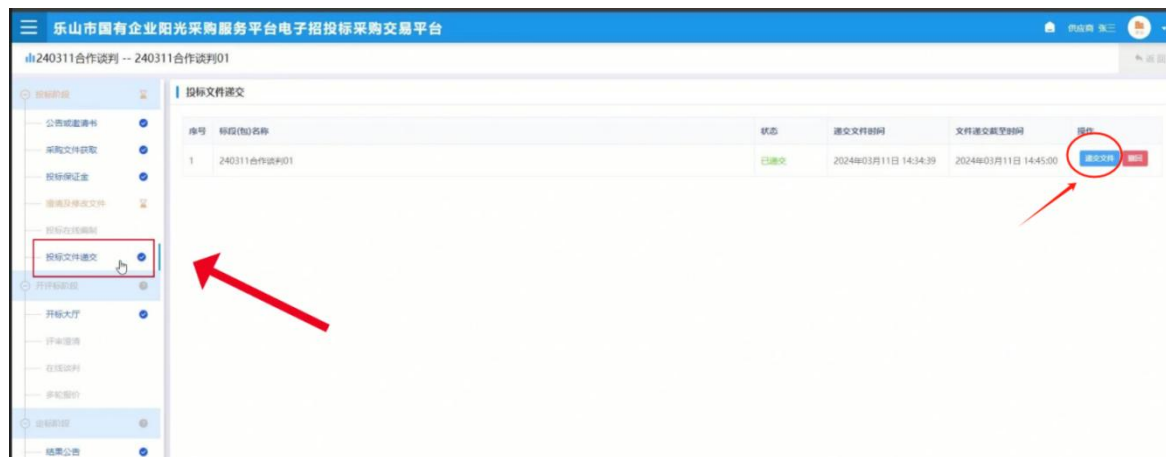 乐山市国有企业阳光采购服务平台电子招投标采购交易平台
供应商 张三
240311合作谈判 -- 240311合作谈判01
返回
投标阶段
公告或邀请书
采购文件获取
投标保证金
澄清及修改文件
投标在线编制
投标文件递交
开评标阶段
开标大厅
评审澄清
在线谈判
多轮报价
定标阶段
结果公告
投标文件递交
序号 标段(包)名称 状态 递交文件时间 文件递交截至时间 操作
1 240311合作谈判01 已递交 2024年03月11日 14:34:39 2024年03月11日 14:45:00 递交文件 撤回